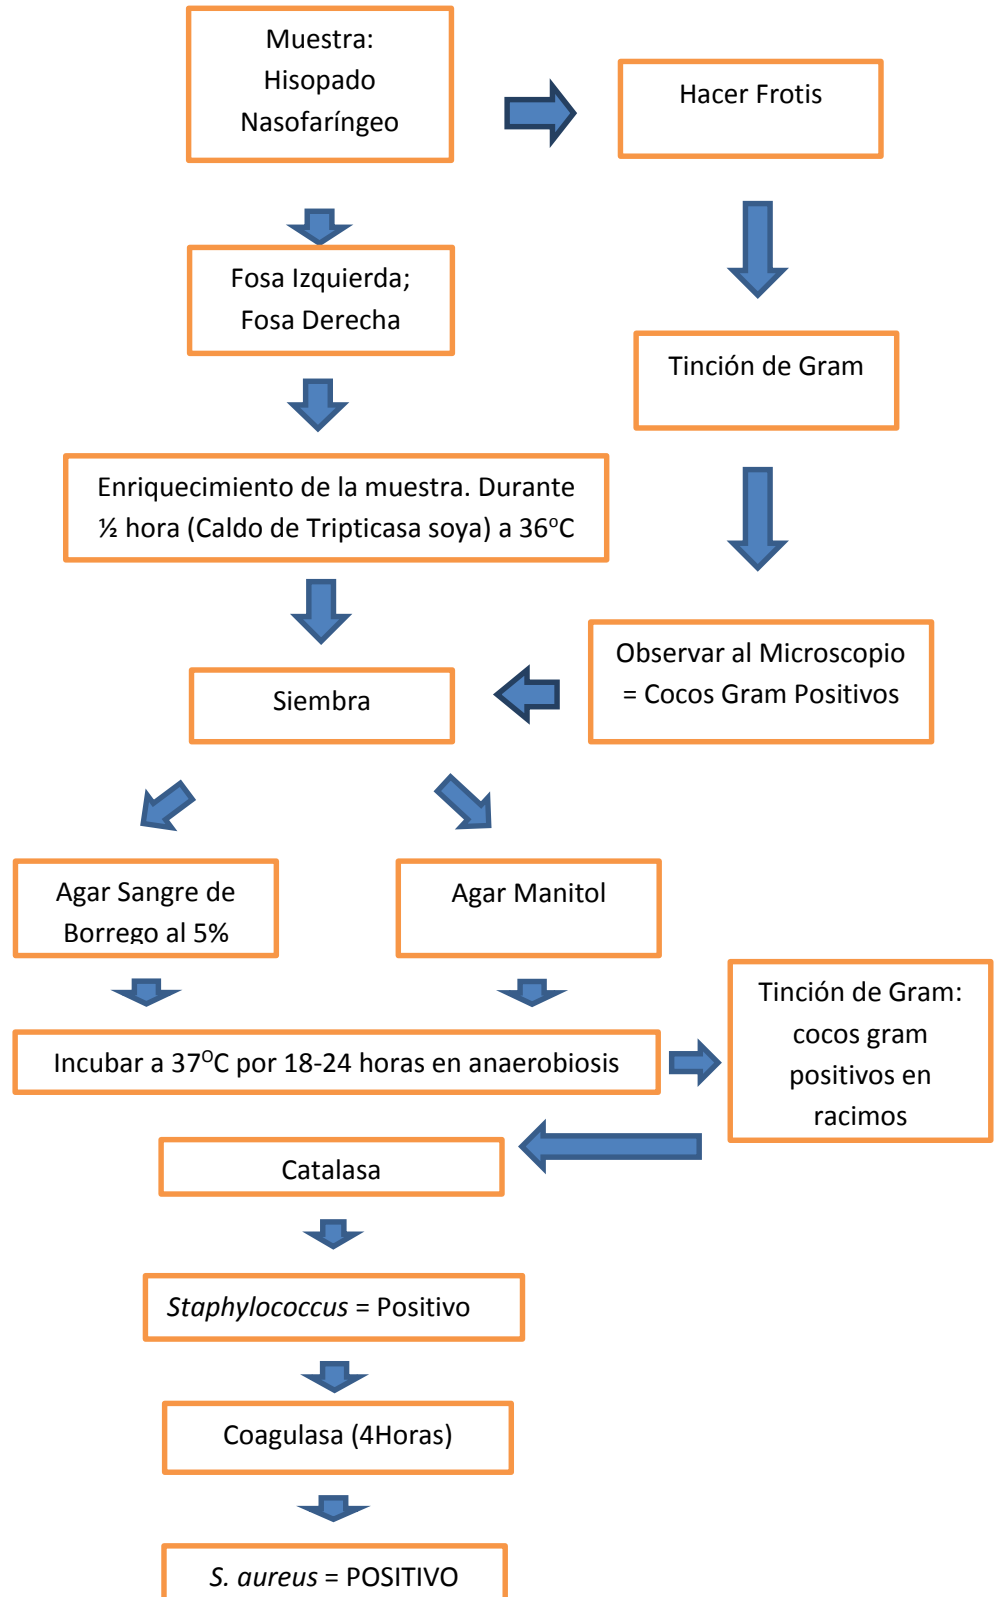 Muestra:
Hisopado
Nasofaríngeo
Hacer Frotis
Fosa Izquierda;
Fosa Derecha
Tinción de Gram
Enriquecimiento de la muestra. Durante
½ hora (Caldo de Tripticasa soya) a 36°C
Observar al Microscopio
= Cocos Gram Positivos
Siembra
Agar Sangre de
Borrego al 5%
Agar Manitol
Incubar a 37°C por 18-24 horas en anaerobiosis
Tinción de Gram:
cocos gram
positivos en
racimos
Catalasa
Staphylococcus = Positivo
Coagulasa (4Horas)
S. aureus = POSITIVO